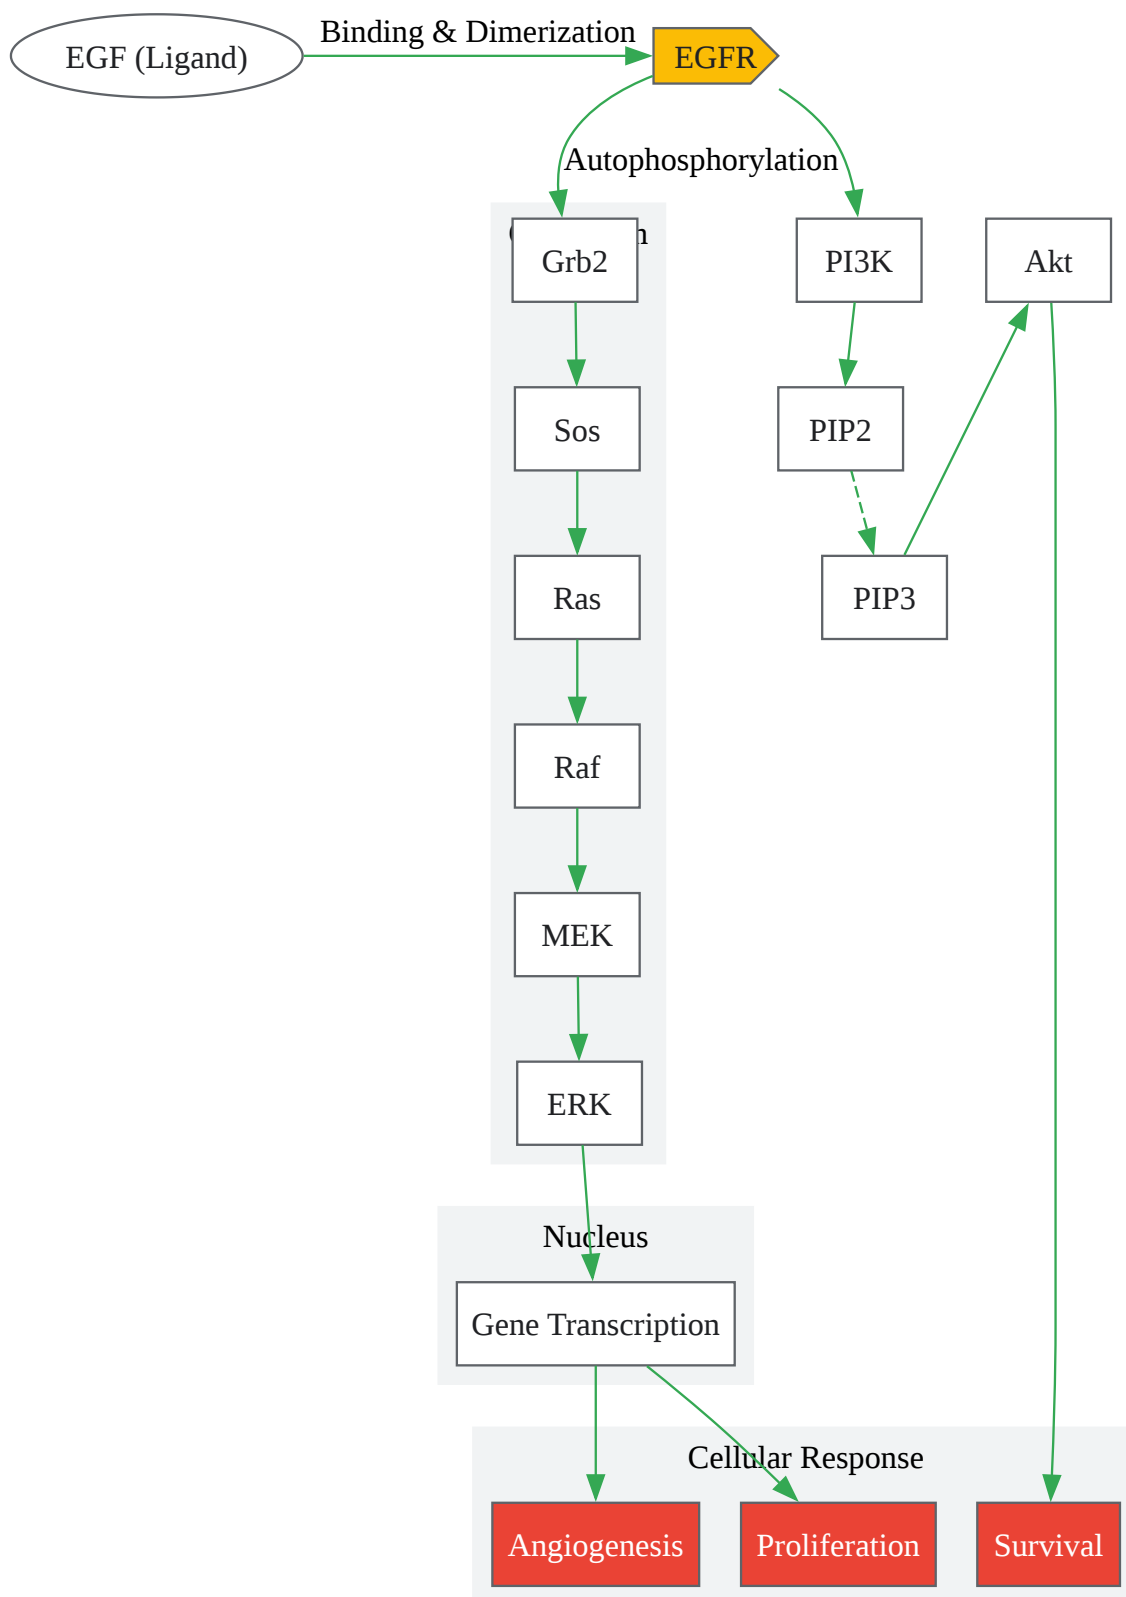 EGF (Ligand)
Binding & Dimerization
EGFR
Autophosphorylation
Grb2
PI3K
Akt
Sos
PIP2
Ras
PIP3
Raf
MEK
ERK
Nucleus
Gene Transcription
Cellular Response
Angiogenesis
Proliferation
Survival